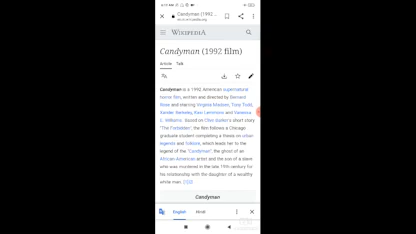 Candyman (1992 ...
en.m.wikipedia.org
WIKIPEDIA
Candyman (1992 film)
Article Talk
Candyman is a 1992 American supernatural
horror film, written and directed by Bernard
Rose and starring Virginia Madsen, Tony Todd,
Xander Berkeley, Kasi Lemmons and Vanessa
E. Williams. Based on Clive Barker's short story
"The Forbidden", the film follows a Chicago
graduate student completing a thesis on urban
legends and folklore, which leads her to the
legend of the "Candyman", the ghost of an
African-American artist and the son of a slave
who was murdered in the late 19th century for
his relationship with the daughter of a wealthy
white man.
Candyman
English Hindi